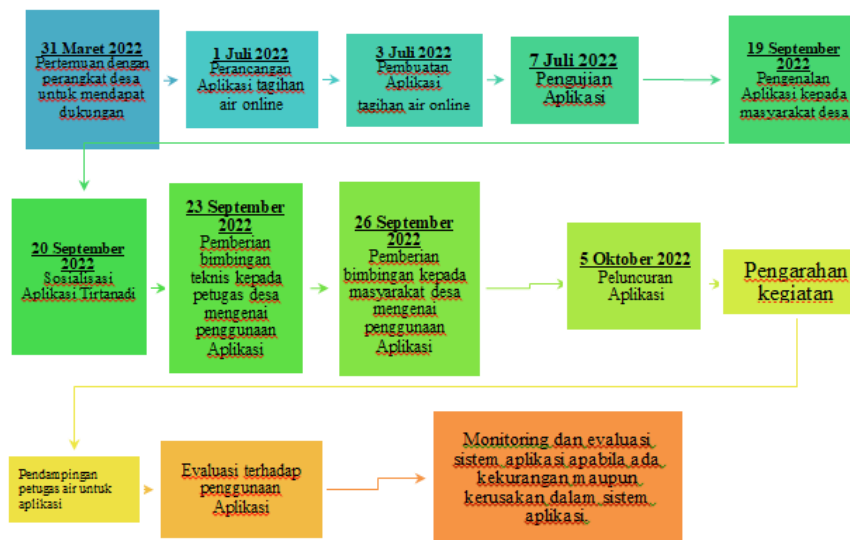 31 Maret 2022
Pertemuan dengan
perangkat desa
untuk mendapat
dukungan
1 Juli 2022
Perancangan
Aplikasi tagihan
air online
3 Juli 2022
Pembuatan
Aplikasi
tagihan air online
7 Juli 2022
Pengujian
Aplikasi
19 September
2022
Pengenalan
Aplikasi kepada
masyarakat desa
20 September
2022
Sosialisasi
Aplikasi Tirtanadi
23 September
2022
Pemberian
bimbingan
teknis kepada
petugas desa
mengenai
penggunaan
Aplikasi
26 September
2022
Pemberian
bimbingan kepada
masyarakat desa
mengenai
penggunaan
Aplikasi
5 Oktober 2022
Peluncuran
Aplikasi
Pengarahan
kegiatan
Pendampingan
petugas air untuk
aplikasi
Evaluasi terhadap
penggunaan
Aplikasi
Monitoring dan evaluasi
sistem aplikasi apabila ada
kekurangan maupun
kerusakan dalam sistem
aplikasi.